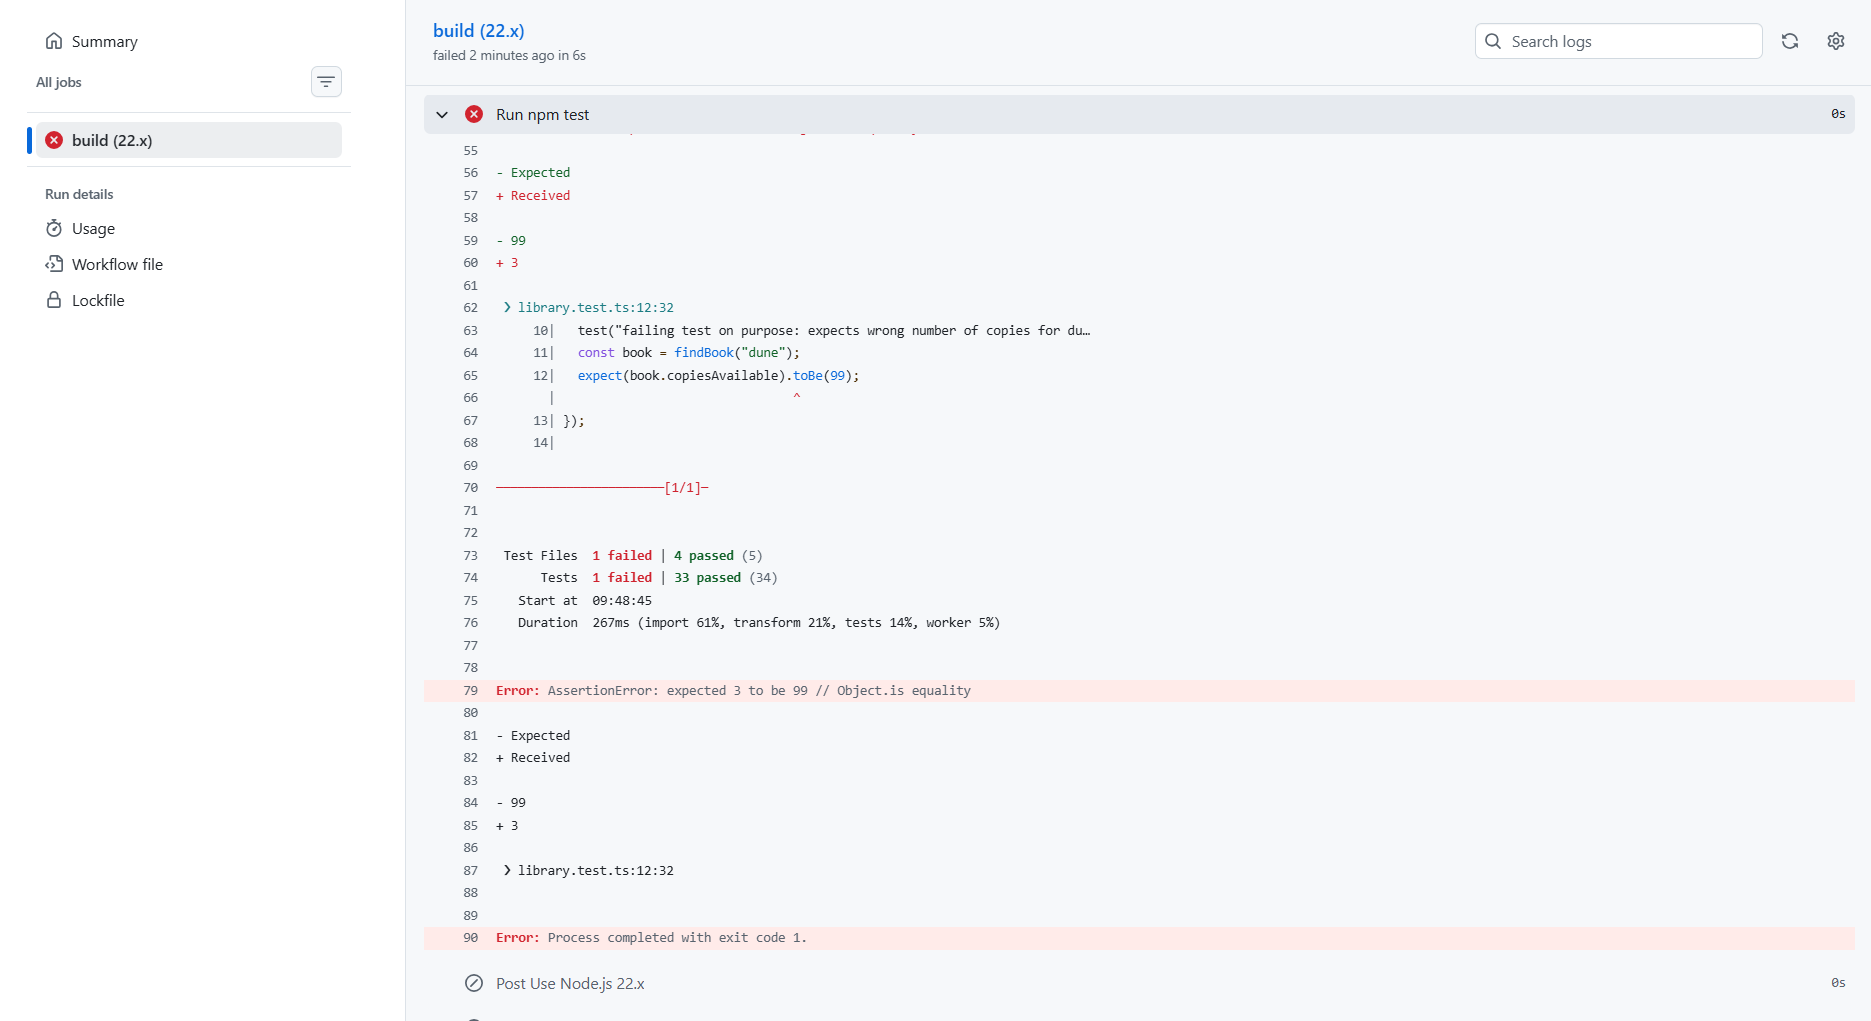 Summary
All jobs
build (22.x)
Run details
Usage
Workflow file
Lockfile
build (22.x)
failed 2 minutes ago in 6s
Search logs
Run npm test 0s
55
56 - Expected
57 + Received
58
59 - 99
60 + 3
61
62 ❯ library.test.ts:12:32
63 10| test("failing test on purpose: expects wrong number of copies for du…
64 11| const book = findBook("dune");
65 12| expect(book.copiesAvailable).toBe(99);
66 | ^
67 13| });
68 14|
69
70 ───────────────────────[1/1]─
71
72
73 Test Files 1 failed | 4 passed (5)
74 Tests 1 failed | 33 passed (34)
75 Start at 09:48:45
76 Duration 267ms (import 61%, transform 21%, tests 14%, worker 5%)
77
78
79 Error: AssertionError: expected 3 to be 99 // Object.is equality
80
81 - Expected
82 + Received
83
84 - 99
85 + 3
86
87 ❯ library.test.ts:12:32
88
89
90 Error: Process completed with exit code 1.
Post Use Node.js 22.x 0s